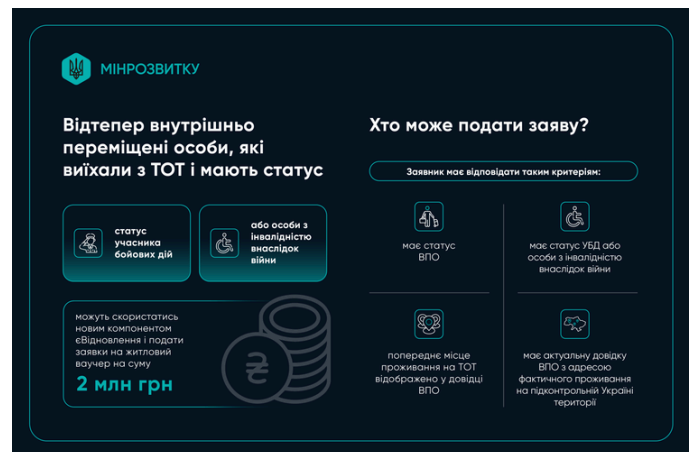 МІНРОЗВИТКУ
Відтепер внутрішньо
переміщені особи, які
виїхали з ТОТ і мають статус
статус
учасника
бойових дій
або особи з
інвалідністю
внаслідок
війни
можуть скористатись
новим компонентом
єВідновлення і подати
заявки на житловий
ваучер на суму
2 млн грн
Хто може подати заяву?
Заявник має відповідати таким критеріям:
має статус
ВПО
має статус УБД або
особи з інвалідністю
внаслідок війни
попереднє місце
проживання на ТОТ
відображено у довідці
ВПО
має актуальну довідку
ВПО з адресою
фактичного проживання
на підконтрольній Україні
території